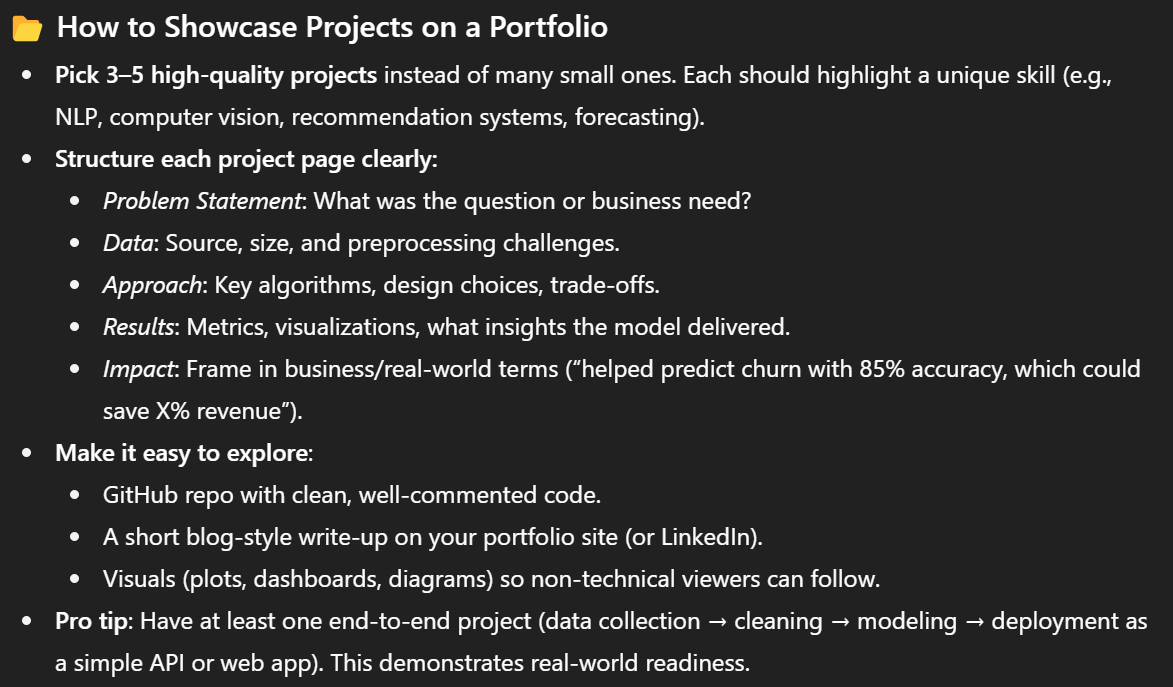 How to Showcase Projects on a Portfolio
• Pick 3–5 high-quality projects instead of many small ones. Each should highlight a unique skill (e.g.,
NLP, computer vision, recommendation systems, forecasting).
• Structure each project page clearly:
• Problem Statement: What was the question or business need?
• Data: Source, size, and preprocessing challenges.
• Approach: Key algorithms, design choices, trade-offs.
• Results: Metrics, visualizations, what insights the model delivered.
• Impact: Frame in business/real-world terms (“helped predict churn with 85% accuracy, which could
save X% revenue”).
• Make it easy to explore:
• GitHub repo with clean, well-commented code.
• A short blog-style write-up on your portfolio site (or LinkedIn).
• Visuals (plots, dashboards, diagrams) so non-technical viewers can follow.
• Pro tip: Have at least one end-to-end project (data collection → cleaning → modeling → deployment as
a simple API or web app). This demonstrates real-world readiness.